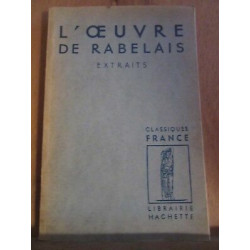 L'ŒUVRE
DE RABELAIS
EXTRAITS
CLASSIQUES
FRANCE
LIBRAIRIE
HACHETTE